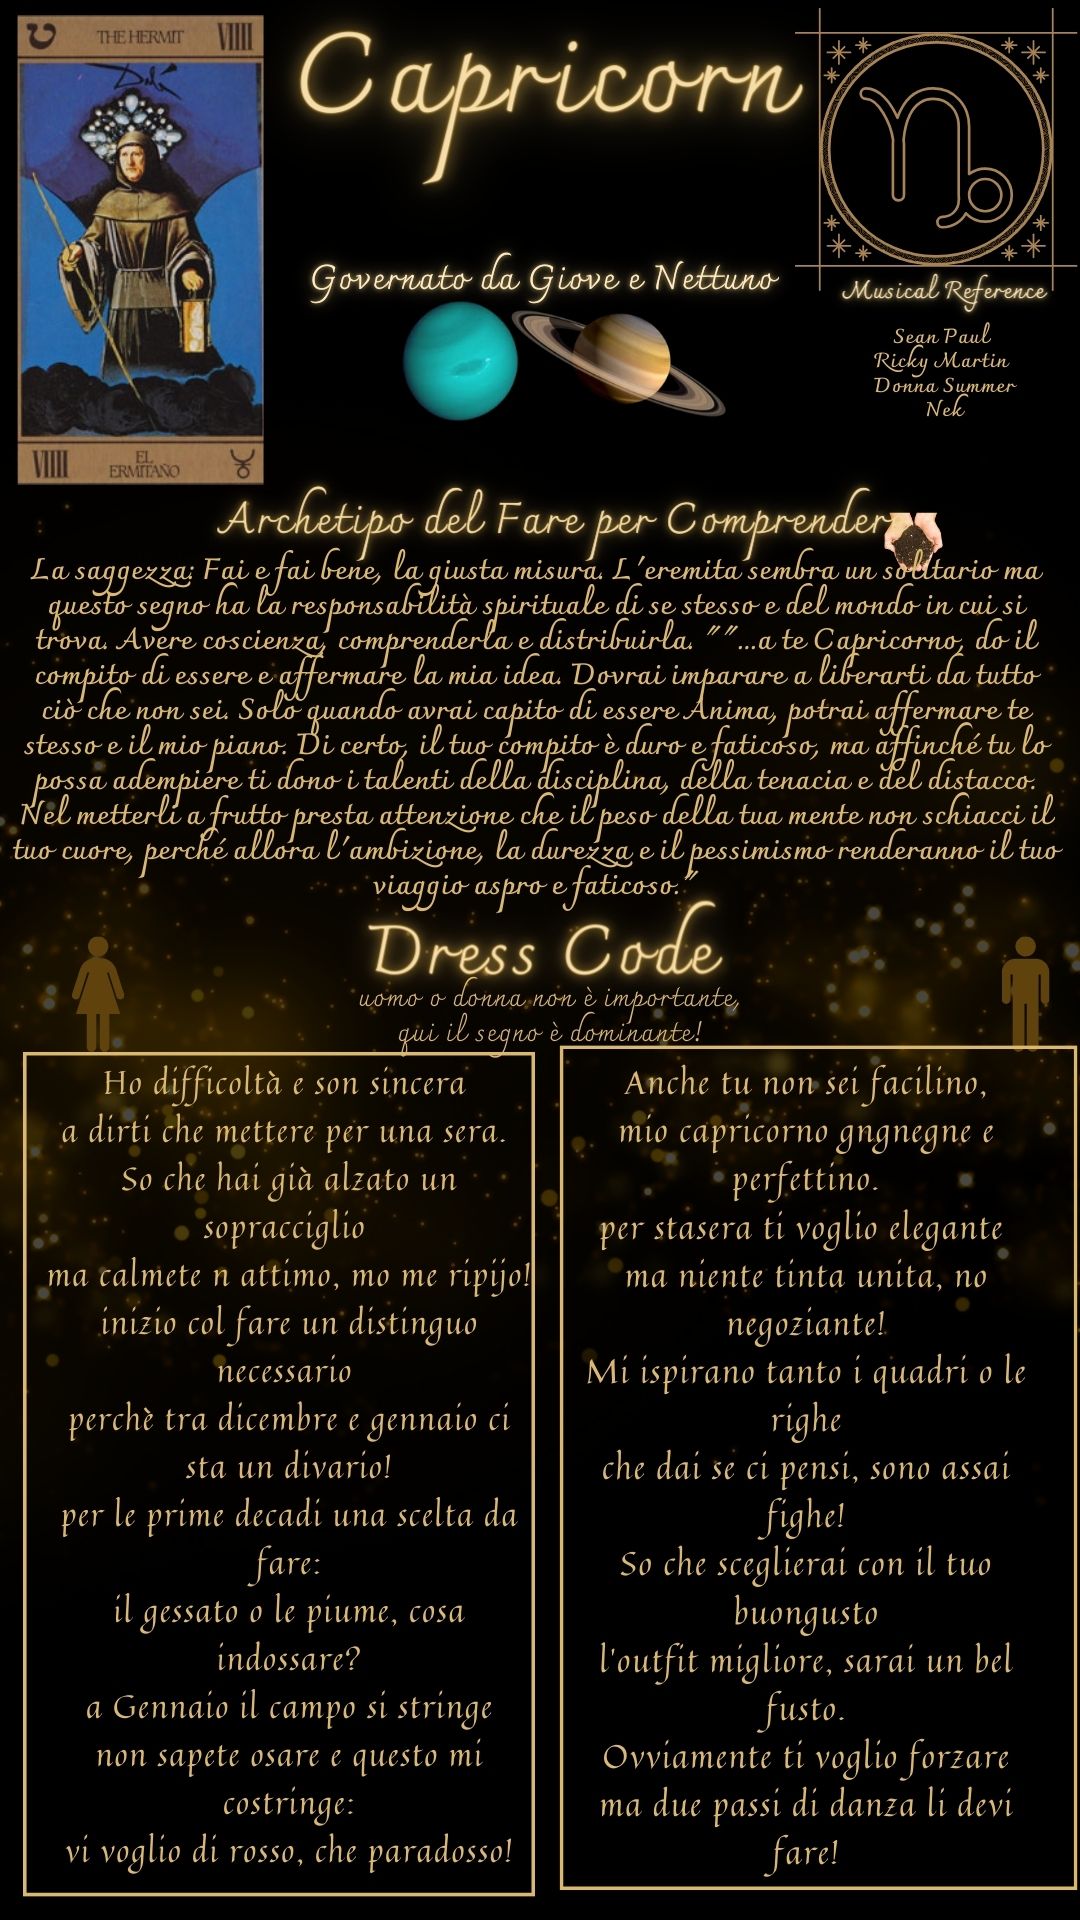 THE HERMIT VIIII
Dalí
VIIII EL
ERMITAÑO
Capricorn
Governato da Giove e Nettuno
Musical Reference
Sean Paul
Ricky Martin
Donna Summer
Nek
Archetipo del Fare per Comprender
La saggezza: Fai e fai bene, la giusta misura. L'eremita sembra un solitario ma
questo segno ha la responsabilità spirituale di se stesso e del mondo in cui si
trova. Avere coscienza, comprenderla e distribuirla. ""...a te Capricorno, do il
compito di essere e affermare la mia idea. Dovrai imparare a liberarti da tutto
ciò che non sei. Solo quando avrai capito di essere Anima, potrai affermare te
stesso e il mio piano. Di certo, il tuo compito è duro e faticoso, ma affinché tu lo
possa adempiere ti dono i talenti della disciplina, della tenacia e del distacco.
Nel metterli a frutto presta attenzione che il peso della tua mente non schiacci il
tuo cuore, perché allora l'ambizione, la durezza e il pessimismo renderanno il tuo
viaggio aspro e faticoso."
Dress Code
uomo o donna non è importante,
qui il segno è dominante!
Ho difficoltà e son sincera
a dirti che mettere per una sera.
So che hai già alzato un
sopracciglio
ma calmete n attimo, mo me ripijo!
inizio col fare un distinguo
necessario
perchè tra dicembre e gennaio ci
sta un divario!
per le prime decadi una scelta da
fare:
il gessato o le piume, cosa
indossare?
a Gennaio il campo si stringe
non sapete osare e questo mi
costringe:
vi voglio di rosso, che paradosso!
Anche tu non sei facilino,
mio capricorno gngnegne e
perfettino.
per stasera ti voglio elegante
ma niente tinta unita, no
negoziante!
Mi ispirano tanto i quadri o le
righe
che dai se ci pensi, sono assai
fighe!
So che sceglierai con il tuo
buongusto
l'outfit migliore, sarai un bel
fusto.
Ovviamente ti voglio forzare
ma due passi di danza li devi
fare!